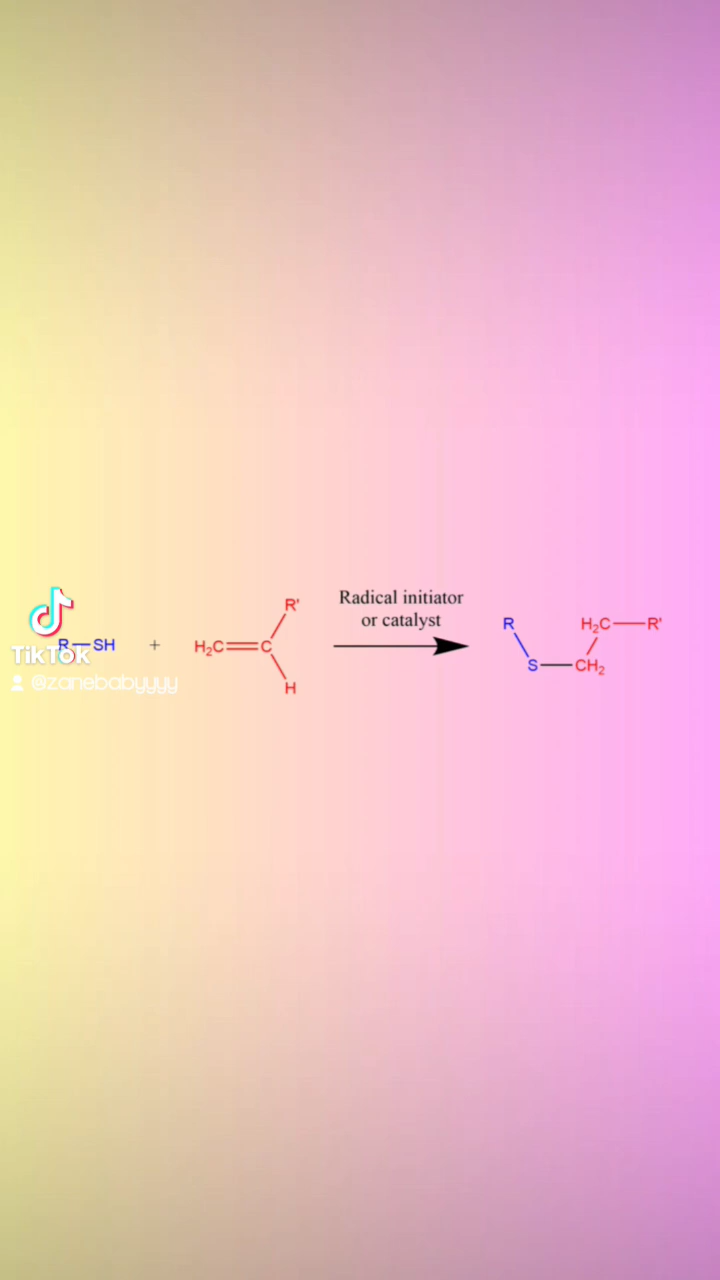 TikTok
@zanebabyyyy
R—SH
+
H₂C=C
R'
H
Radical initiator
or catalyst
R
S—CH₂
H₂C—R'